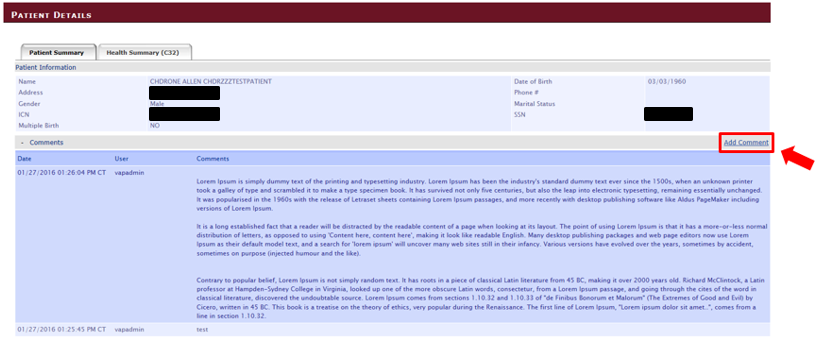 PATIENT DETAILS
Patient Summary
Health Summary (C32)
Patient Information
Name CHDRONE ALLEN CHDRZZZTESTPATIENT Date of Birth 03/03/1960
Address Phone #
Gender Male Marital Status
ICN SSN
Multiple Birth NO
- Comments Add Comment
Date User Comments
01/27/2016 01:26:04 PM CT vapadmin
Lorem Ipsum is simply dummy text of the printing and typesetting industry. Lorem Ipsum has been the industry's standard dummy text ever since the 1500s, when an unknown printer
took a galley of type and scrambled it to make a type specimen book. It has survived not only five centuries, but also the leap into electronic typesetting, remaining essentially unchanged.
It was popularised in the 1960s with the release of Letraset sheets containing Lorem Ipsum passages, and more recently with desktop publishing software like Aldus PageMaker including
versions of Lorem Ipsum.
It is a long established fact that a reader will be distracted by the readable content of a page when looking at its layout. The point of using Lorem Ipsum is that it has a more-or-less normal
distribution of letters, as opposed to using 'Content here, content here', making it look like readable English. Many desktop publishing packages and web page editors now use Lorem
Ipsum as their default model text, and a search for 'lorem ipsum' will uncover many web sites still in their infancy. Various versions have evolved over the years, sometimes by accident,
sometimes on purpose (injected humour and the like).
Contrary to popular belief, Lorem Ipsum is not simply random text. It has roots in a piece of classical Latin literature from 45 BC, making it over 2000 years old. Richard McClintock, a Latin
professor at Hampden-Sydney College in Virginia, looked up one of the more obscure Latin words, consectetur, from a Lorem Ipsum passage, and going through the cites of the word in
classical literature, discovered the undoubtable source. Lorem Ipsum comes from sections 1.10.32 and 1.10.33 of "de Finibus Bonorum et Malorum" (The Extremes of Good and Evil) by
Cicero, written in 45 BC. This book is a treatise on the theory of ethics, very popular during the Renaissance. The first line of Lorem Ipsum, "Lorem ipsum dolor sit amet..", comes from a
line in section 1.10.32.
01/27/2016 01:25:45 PM CT vapadmin test